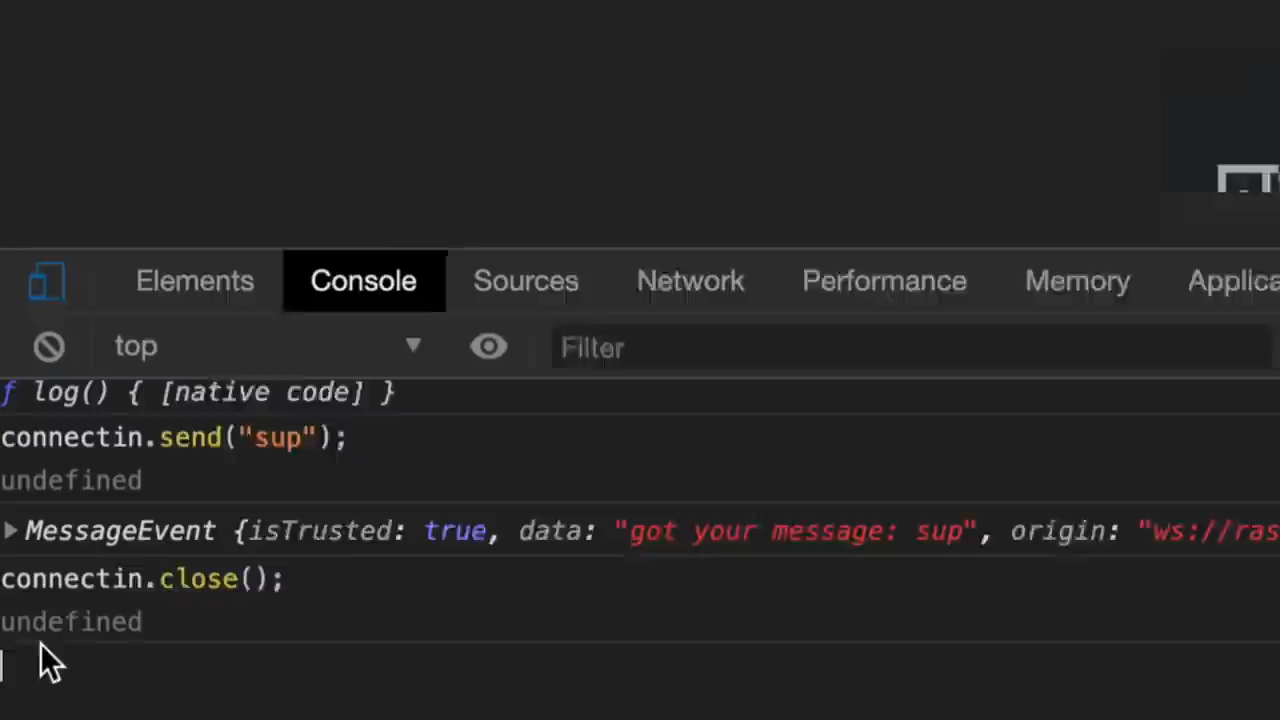 Elements Console Sources Network Performance Memory Applica
top Filter
f log() { [native code] }
connectin.send("sup");
undefined
MessageEvent {isTrusted: true, data: "got your message: sup", origin: "ws://ras
connectin.close();
undefined